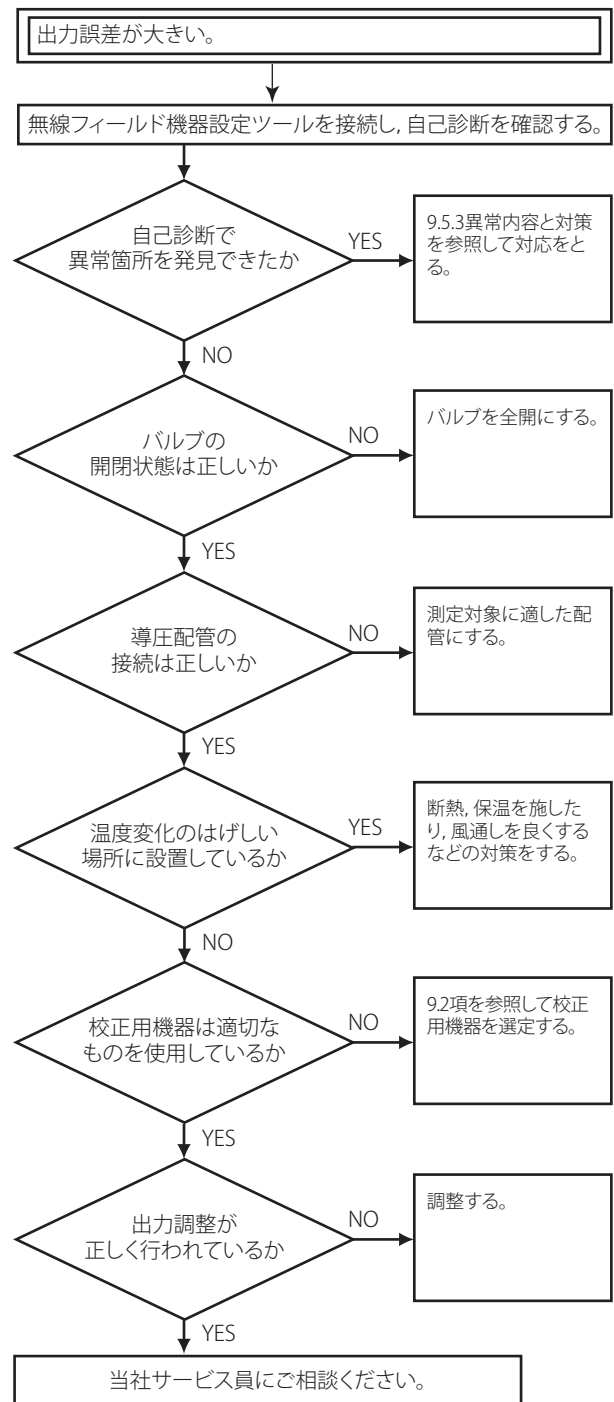 出力誤差が大きい。
無線フィールド機器設定ツールを接続し, 自己診断を確認する。
自己診断で
異常箇所を発見できたか
YES
9.5.3異常内容と対策
を参照して対応をと
る。
NO
バルブの
開閉状態は正しいか
NO
バルブを全開にする。
YES
導圧配管の
接続は正しいか
NO
測定対象に適した配
管にする。
YES
温度変化のはげしい
場所に設置しているか
YES
断熱, 保温を施した
り, 風通しを良くする
などの対策をする。
NO
校正用機器は適切な
ものを使用しているか
NO
9.2項を参照して校正
用機器を選定する。
YES
出力調整が
正しく行われているか
NO
調整する。
YES
当社サービス員にご相談ください。